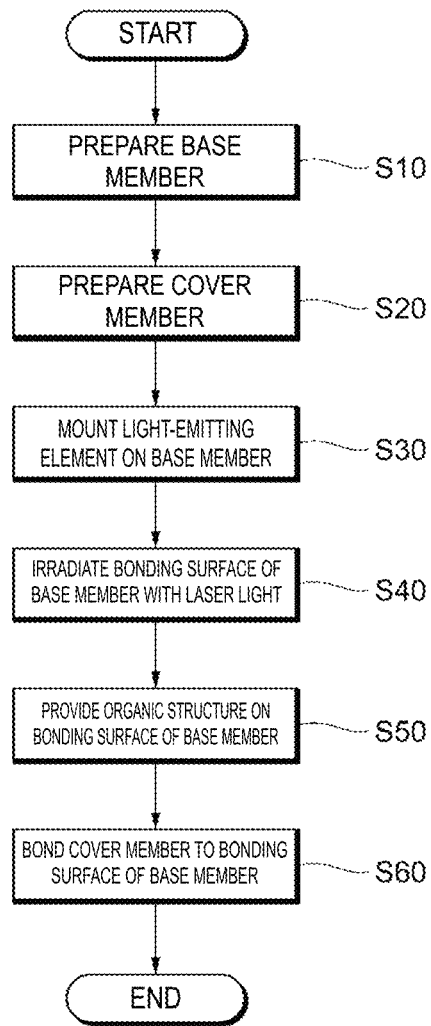 START
PREPARE BASE
MEMBER
S10
PREPARE COVER
MEMBER
S20
MOUNT LIGHT-EMITTING
ELEMENT ON BASE MEMBER
S30
IRRADIATE BONDING SURFACE OF
BASE MEMBER WITH LASER LIGHT
S40
PROVIDE ORGANIC STRUCTURE ON
BONDING SURFACE OF BASE MEMBER
S50
BOND COVER MEMBER TO BONDING
SURFACE OF BASE MEMBER
S60
END